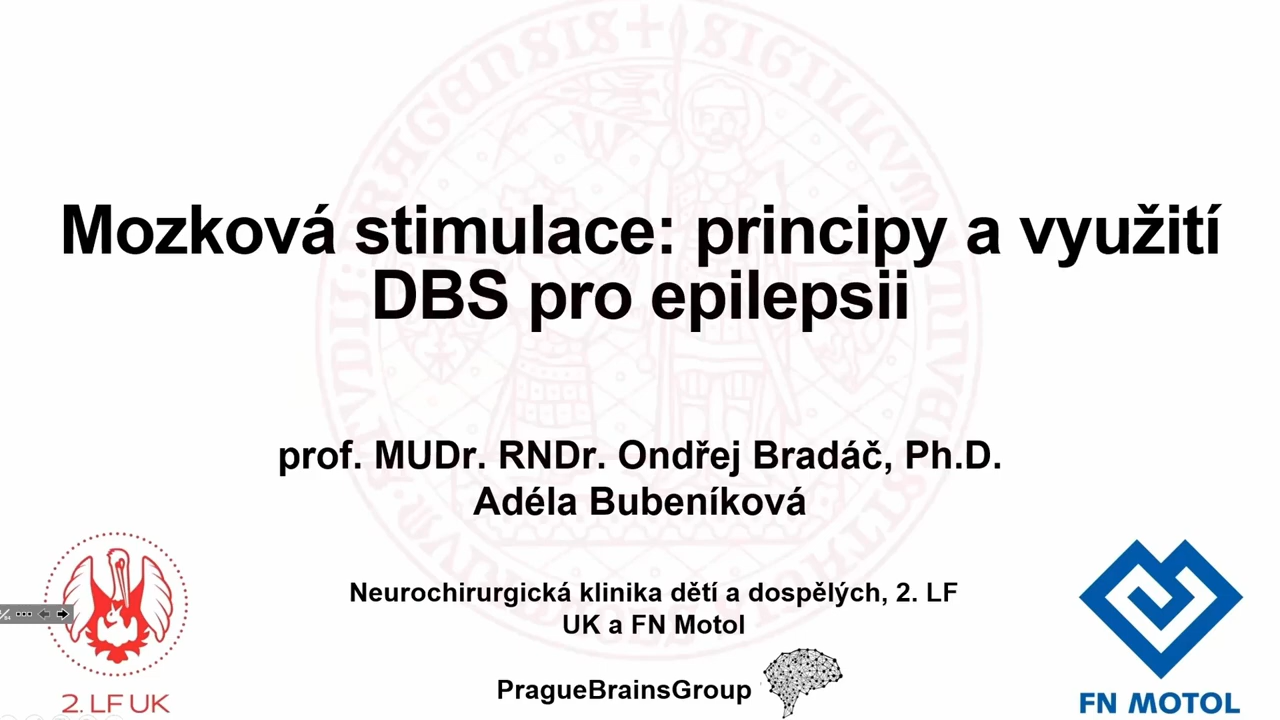 Mozková stimulace: principy a využití
DBS pro epilepsii
prof. MUDr. RNDr. Ondřej Bradáč, Ph.D.
Adéla Bubeníková
Neurochirurgická klinika dětí a dospělých, 2. LF
UK a FN Motol
PragueBrainsGroup
2. LF UK
FN MOTOL